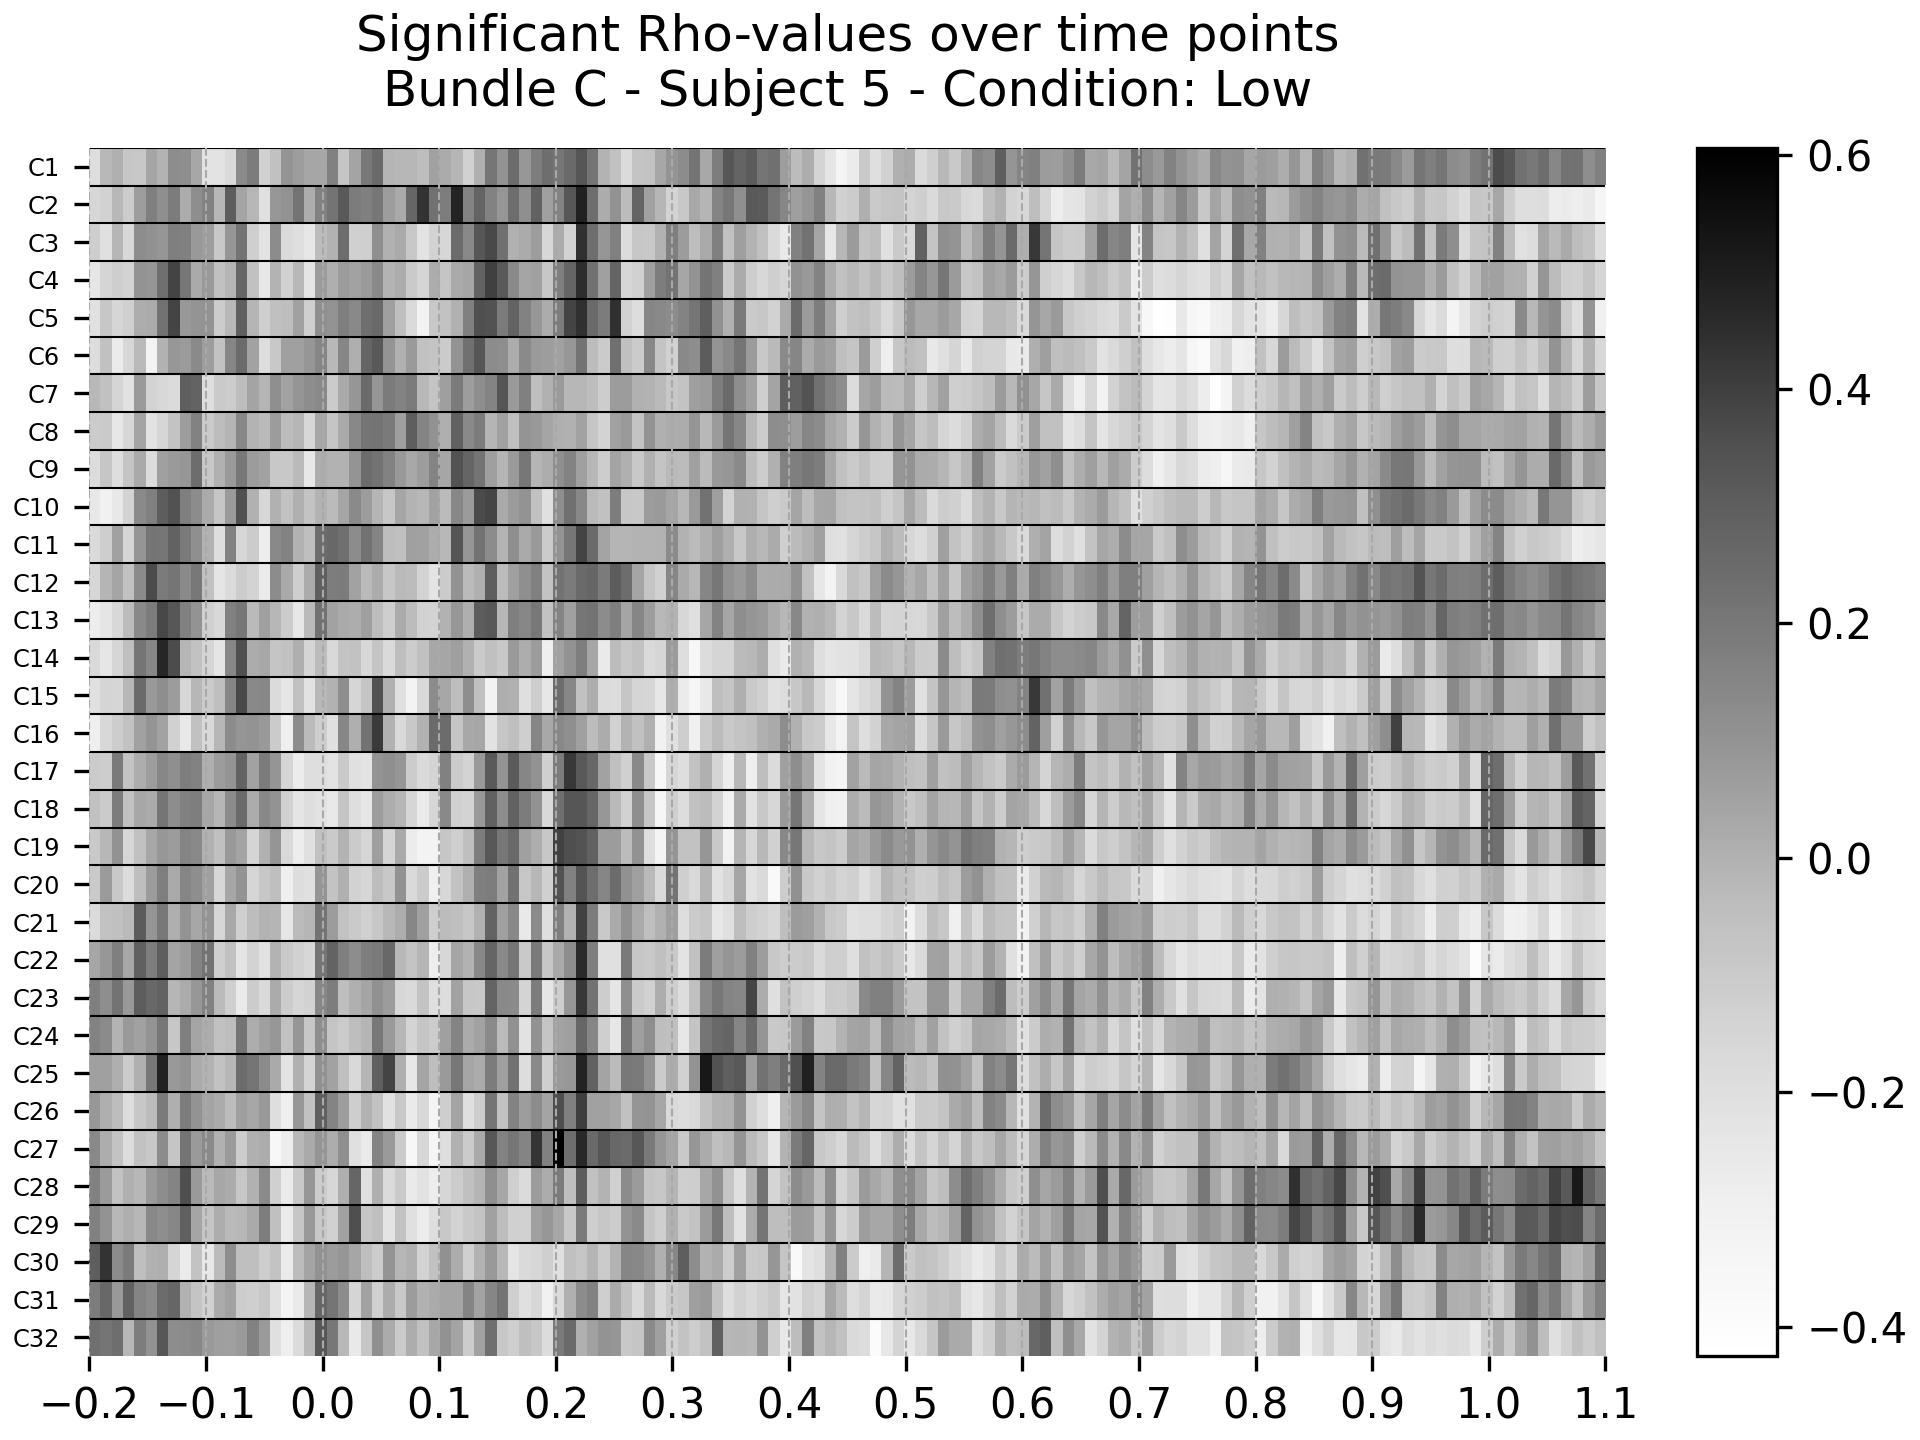 Significant Rho-values over time points
Bundle C - Subject 5 - Condition: Low
C1
C2
C3
C4
C5
C6
C7
C8
C9
C10
C11
C12
C13
C14
C15
C16
C17
C18
C19
C20
C21
C22
C23
C24
C25
C26
C27
C28
C29
C30
C31
C32
−0.2 −0.1 0.0 0.1 0.2 0.3 0.4 0.5 0.6 0.7 0.8 0.9 1.0 1.1
0.6
0.4
0.2
0.0
−0.2
−0.4